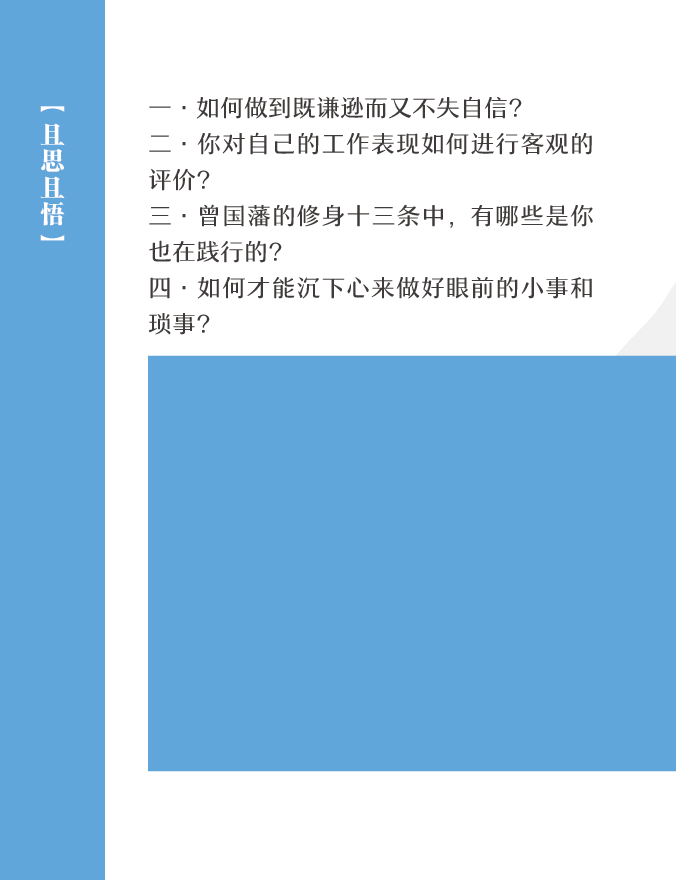 【且思且悟】
一·如何做到既谦逊而又不失自信？
二·你对自己的工作表现如何进行客观的
评价？
三·曾国藩的修身十三条中，有哪些是你
也在践行的？
四·如何才能沉下心来做好眼前的小事和
琐事？